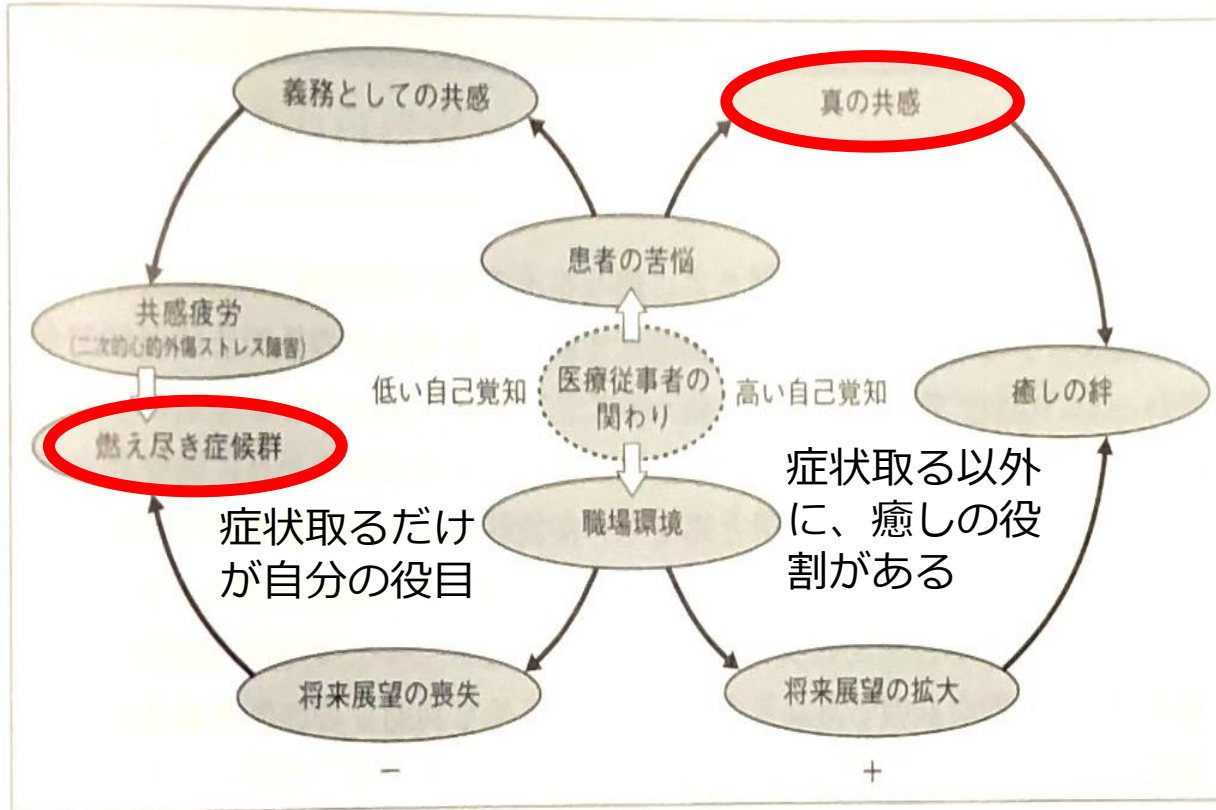 義務としての共感
真の共感
患者の苦悩
共感疲労
(二次的心的外傷ストレス障害)
低い自己覚知
医療従事者の
関わり
高い自己覚知
癒しの絆
燃え尽き症候群
症状取るだけ
が自分の役目
職場環境
症状取る以外
に、癒しの役
割がある
将来展望の喪失
将来展望の拡大
−
+